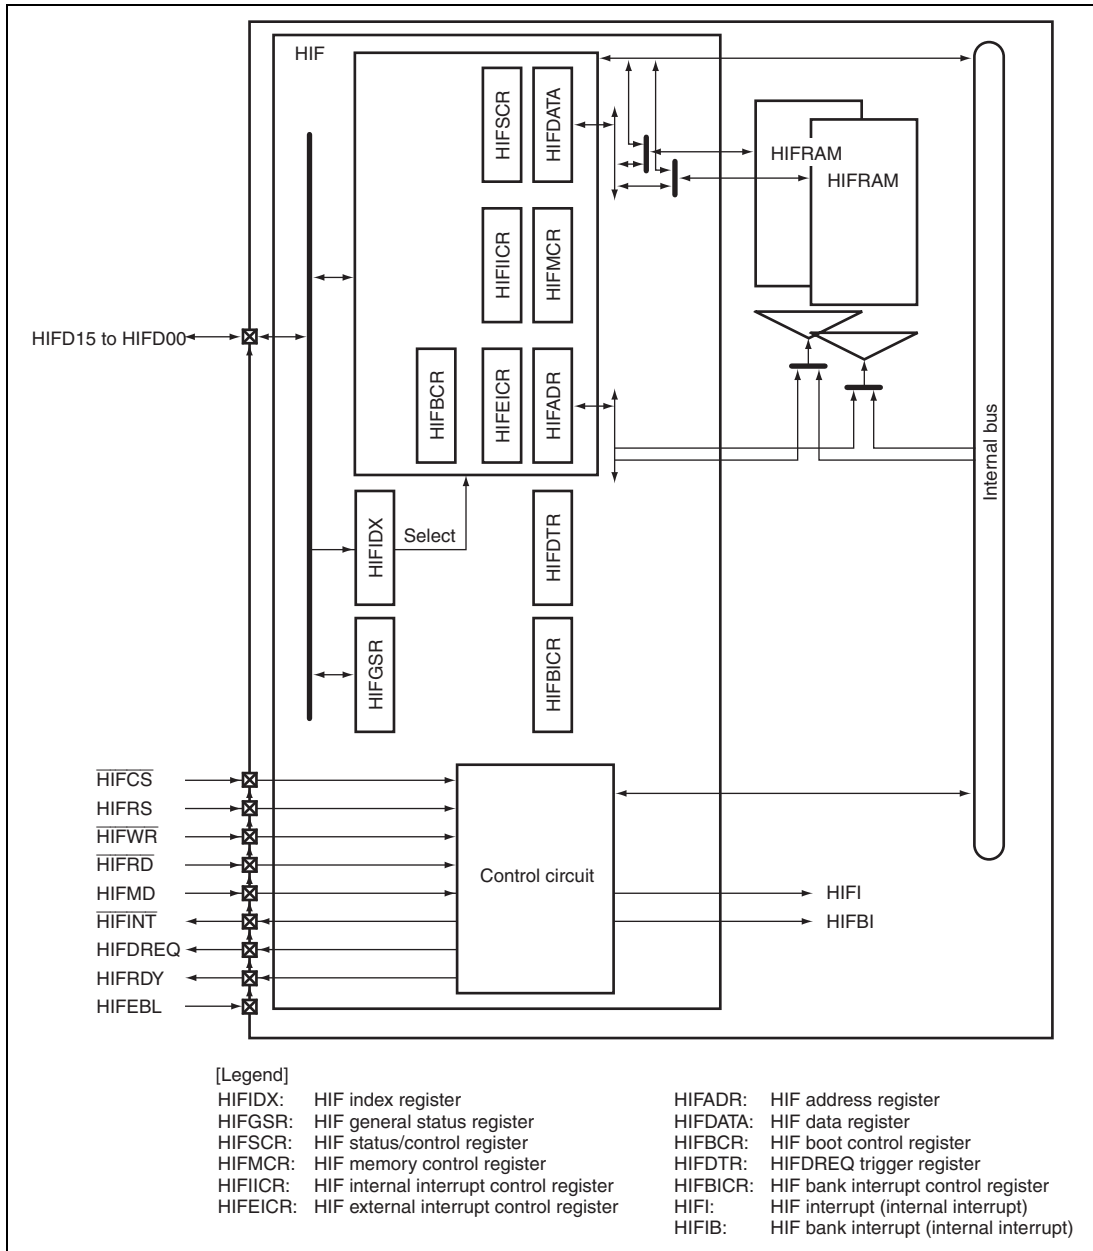 HIF
HIFSCR
HIFDATA
HIFRAM
HIFRAM
HIFIICR
HIFMCR
HIFD15 to HIFD00
HIFBCR
HIFEICR
HIFADR
Internal bus
HIFIDX
Select
HIFDTR
HIFGSR
HIFBICR
HIFCS
HIFRS
HIFWR
HIFRD
HIFMD
HIFINT
HIFDREQ
HIFRDY
HIFEBL
Control circuit
HIFI
HIFBI
[Legend]
HIFIDX: HIF index register
HIFGSR: HIF general status register
HIFSCR: HIF status/control register
HIFMCR: HIF memory control register
HIFIICR: HIF internal interrupt control register
HIFEICR: HIF external interrupt control register
HIFADR: HIF address register
HIFDATA: HIF data register
HIFBCR: HIF boot control register
HIFDTR: HIFDREQ trigger register
HIFBICR: HIF bank interrupt control register
HIFI: HIF interrupt (internal interrupt)
HIFIB: HIF bank interrupt (internal interrupt)